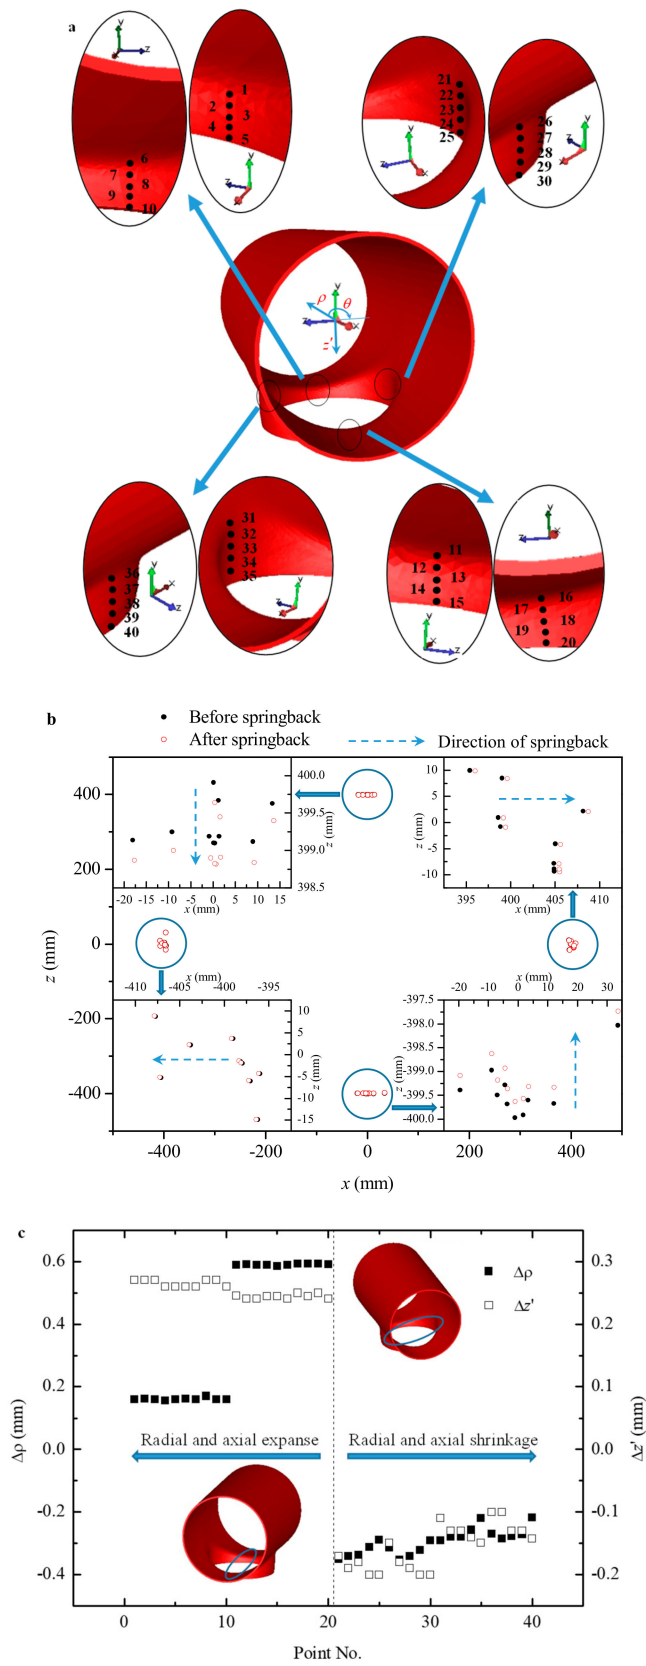 a
y
z
1
2
3
4
5
y
z
x
6
7
8
9
10
21
22
23
24
25
y
z
x
26
27
28
29
30
y
z
x
ρ
y
θ
z
x
z'
31
32
33
34
35
y
z
x
36
37
38
39
40
y
x
z
11
12
13
14
15
y
x
z
y
x
z
16
17
18
19
20
b
Before springback
After springback
Direction of springback
z (mm)
400
200
0
-200
-400
-400
-200
0
200
400
x (mm)
400.0
399.5
399.0
398.5
z (mm)
-20
-15
-10
-5
0
5
10
15
x (mm)
10
5
0
-5
-10
z (mm)
395
400
405
410
x (mm)
x (mm)
-410
-405
-400
-395
10
5
0
-5
-10
-15
z (mm)
x (mm)
-20
-10
0
10
20
30
-397.5
-398.0
-398.5
-399.0
-399.5
-400.0
z (mm)
c
0.6
0.4
0.2
0.0
-0.2
-0.4
Δρ (mm)
0.3
0.2
0.1
0.0
-0.1
-0.2
Δz' (mm)
Δρ
Δz'
Radial and axial expanse
Radial and axial shrinkage
0
10
20
30
40
Point No.